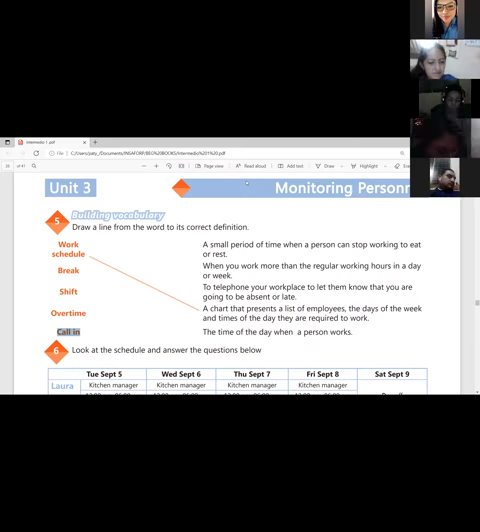 Intermedio 1 .pdf
File
C:/Users/paty_/Documents/INSAFORP/BEG BOOKS/Intermedio%201%20.pdf
of 41
Page view
Read aloud
Add text
Draw
Highlight
Unit 3
Monitoring Personn
5
Building vocabulary
Draw a line from the word to its correct definition.
Work schedule
Break
Shift
Overtime
Call in
A small period of time when a person can stop working to eat
or rest.
When you work more than the regular working hours in a day
or week.
To telephone your workplace to let them know that you are
going to be absent or late.
A chart that presents a list of employees, the days of the week
and times of the day they are required to work.
The time of the day when a person works.
6
Look at the schedule and answer the questions below
Tue Sept 5 Wed Sept 6 Thu Sept 7 Fri Sept 8 Sat Sept 9
Laura Kitchen manager Kitchen manager Kitchen manager Kitchen manager